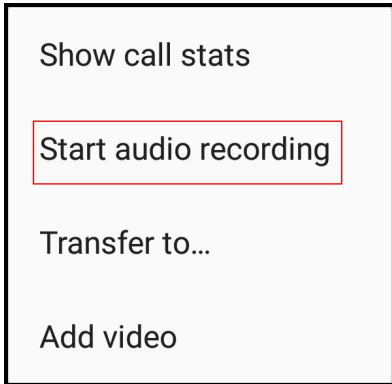 Show call stats
Start audio recording
Transfer to...
Add video